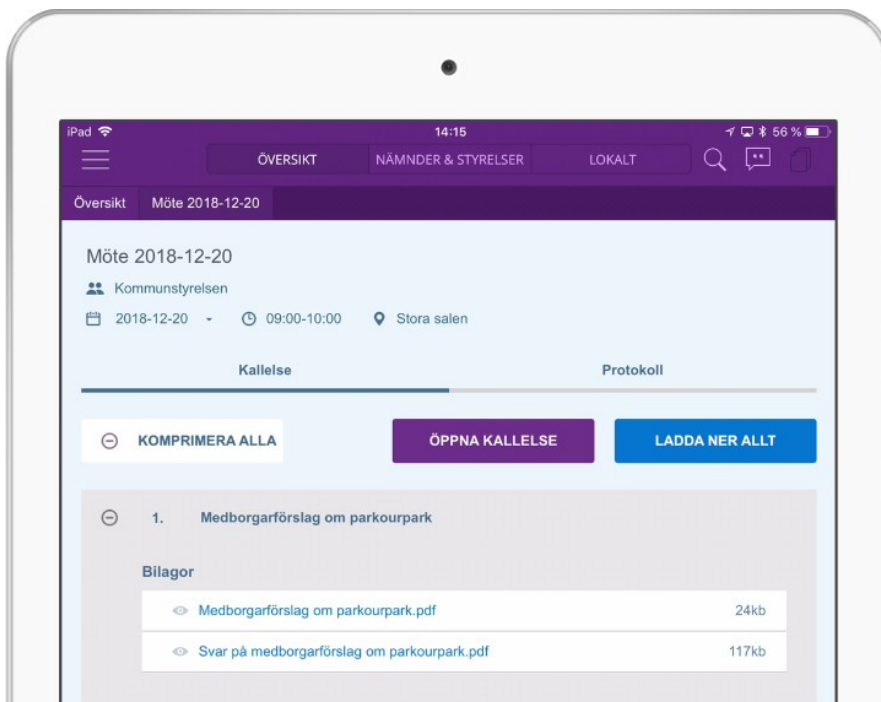 iPad 14:15 56 %
ÖVERSIKT NÄMNDER & STYRELSER LOKALT
Översikt Möte 2018-12-20
Möte 2018-12-20
Kommunstyrelsen
2018-12-20 - 09:00-10:00 Stora salen
Kallelse Protokoll
KOMPRIMERA ALLA ÖPPNA KALLELSE LADDA NER ALLT
1. Medborgarförslag om parkourpark
Bilagor
Medborgarförslag om parkourpark.pdf 24kb
Svar på medborgarförslag om parkourpark.pdf 117kb